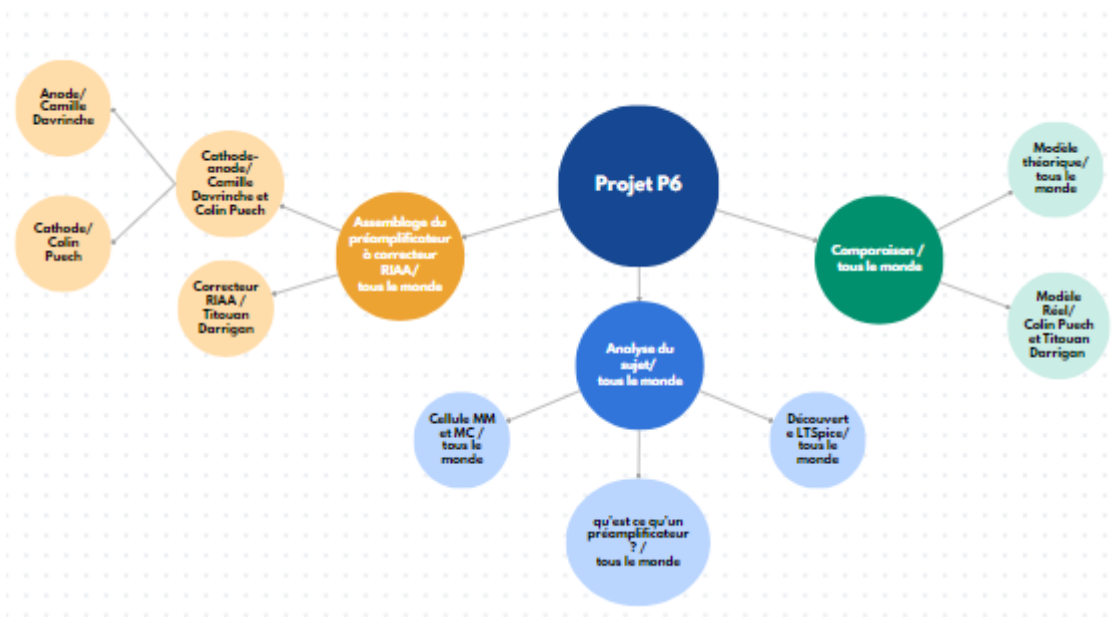 Projet P6
Anode/
Camille
Davrinche
Cathode-
anode/
Camille
Davrinche et
Colin Puech
Cathode/
Colin
Puech
Assemblage du
préamplificateur
à correcteur
RIAA/
tous le monde
Correcteur
RIAA /
Titouan
Darrigan
Analyse du
sujet/
tous le monde
Cellule MM
et MC /
tous le
monde
qu'est ce qu'un
préamplificateur
? /
tous le monde
Découvert
e LTSpice/
tous le
monde
Comparaison /
tous le monde
Modèle
théorique/
tous le
monde
Modèle
Réel/
Colin Puech
et Titouan
Darrigan